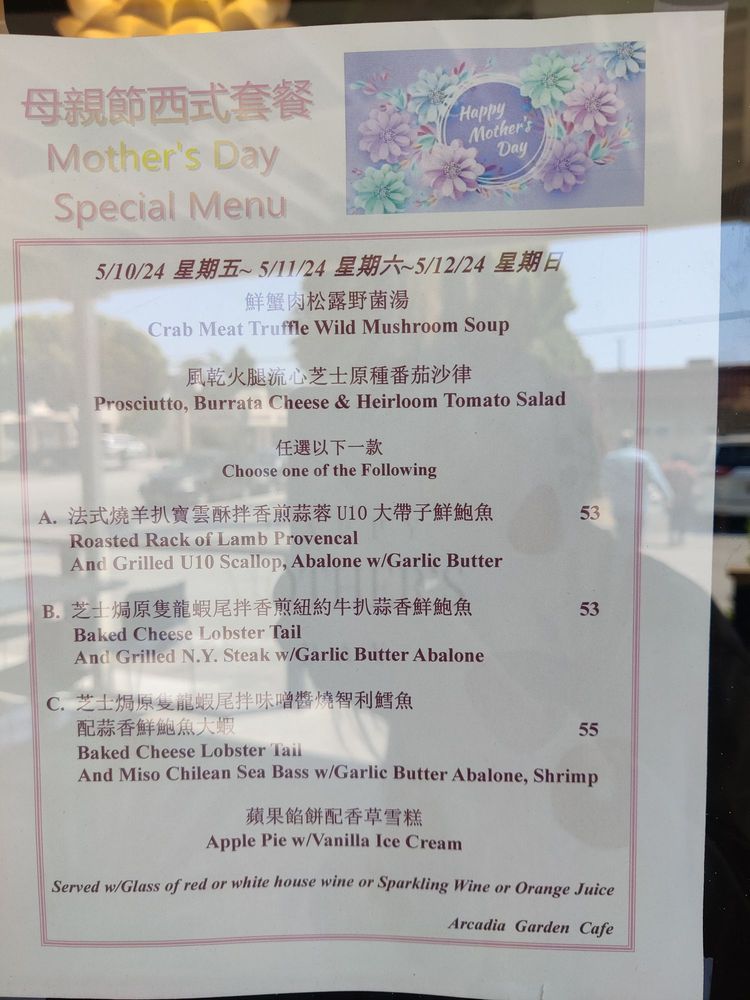 母親節西式套餐
Mother's Day
Special Menu
Happy
Mother's
Day
5/10/24 星期五~ 5/11/24 星期六~5/12/24 星期日
鮮蟹肉松露野菌湯
Crab Meat Truffle Wild Mushroom Soup
風乾火腿流心芝士原種番茄沙律
Prosciutto, Burrata Cheese & Heirloom Tomato Salad
任選以下一款
Choose one of the Following
A. 法式燒羊扒寶雲酥拌香煎蒜蓉 U10 大帶子鮮鮑魚 53
Roasted Rack of Lamb Provencal
And Grilled U10 Scallop, Abalone w/Garlic Butter
B. 芝士焗原隻龍蝦尾拌香煎紐約牛扒蒜香鮮鮑魚 53
Baked Cheese Lobster Tail
And Grilled N.Y. Steak w/Garlic Butter Abalone
C. 芝士焗原隻龍蝦尾拌味噌醬燒智利鱈魚
配蒜香鮮鮑魚大蝦 55
Baked Cheese Lobster Tail
And Miso Chilean Sea Bass w/Garlic Butter Abalone, Shrimp
蘋果餡餅配香草雪糕
Apple Pie w/Vanilla Ice Cream
Served w/Glass of red or white house wine or Sparkling Wine or Orange Juice
Arcadia Garden Cafe